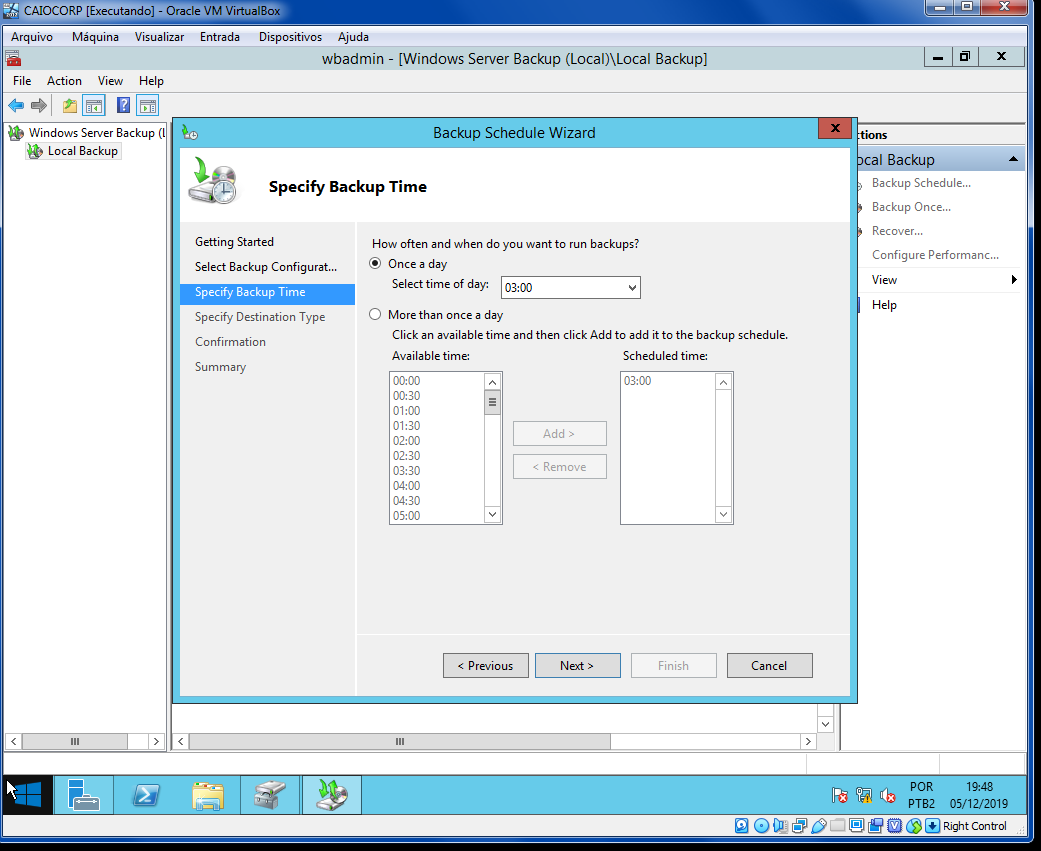 CAIOCORP [Executando] - Oracle VM VirtualBox
Arquivo Máquina Visualizar Entrada Dispositivos Ajuda
wbadmin - [Windows Server Backup (Local)\Local Backup]
File Action View Help
Windows Server Backup (L
Local Backup
Backup Schedule Wizard
Specify Backup Time
Getting Started
Select Backup Configurat...
Specify Backup Time
Specify Destination Type
Confirmation
Summary
How often and when do you want to run backups?
Once a day
Select time of day: 03:00
More than once a day
Click an available time and then click Add to add it to the backup schedule.
Available time: Scheduled time:
00:00 03:00
00:30
01:00
01:30
02:00
02:30
03:30
04:00
04:30
05:00
Add >
< Remove
< Previous Next > Finish Cancel
ctions
ocal Backup
Backup Schedule...
Backup Once...
Recover...
Configure Performanc...
View
Help
POR 19:48
PTB2 05/12/2019
Right Control